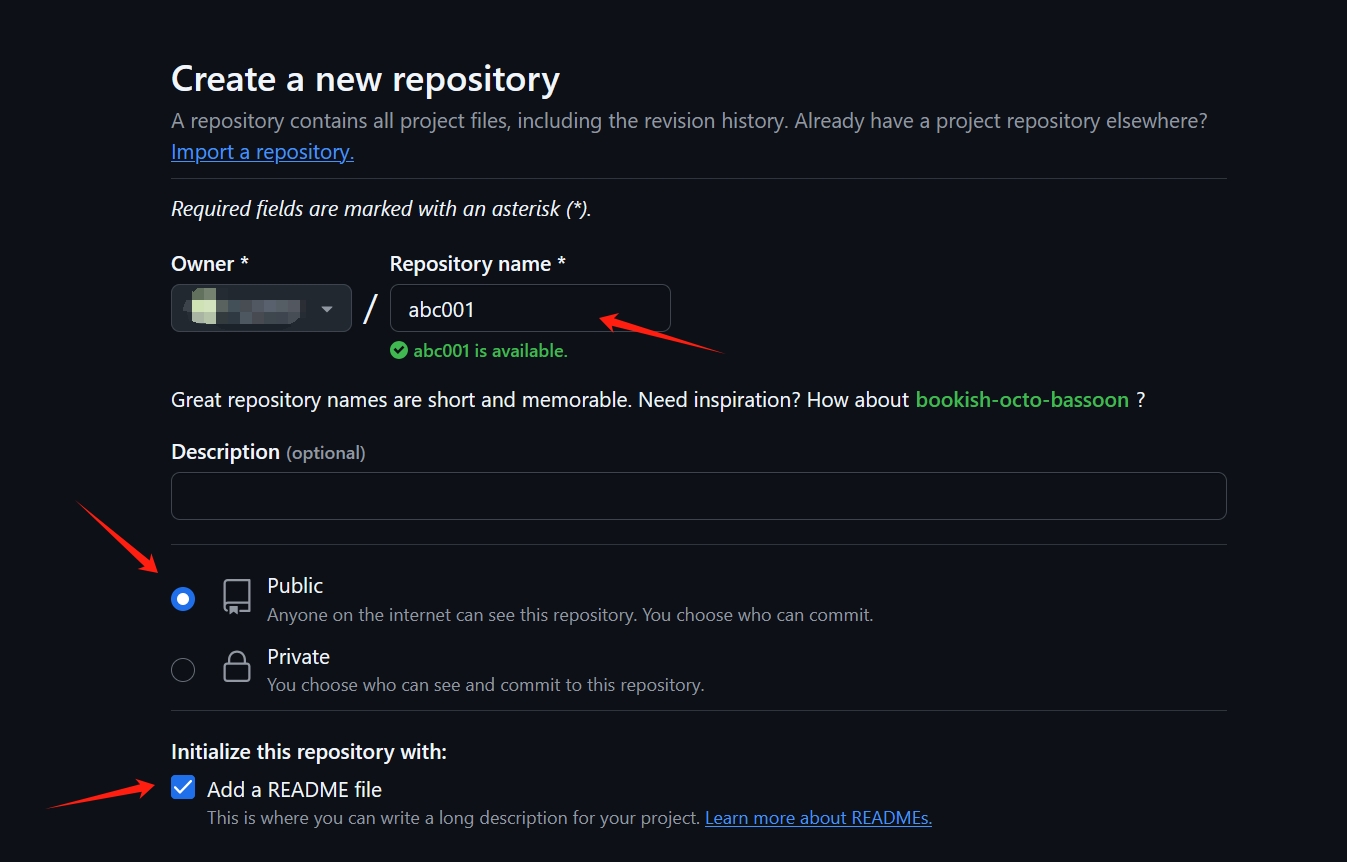 Create a new repository
A repository contains all project files, including the revision history. Already have a project repository elsewhere?
Import a repository.
Required fields are marked with an asterisk (*).
Owner * Repository name *
/ abc001
abc001 is available.
Great repository names are short and memorable. Need inspiration? How about bookish-octo-bassoon ?
Description (optional)
Public
Anyone on the internet can see this repository. You choose who can commit.
Private
You choose who can see and commit to this repository.
Initialize this repository with:
Add a README file
This is where you can write a long description for your project. Learn more about READMEs.